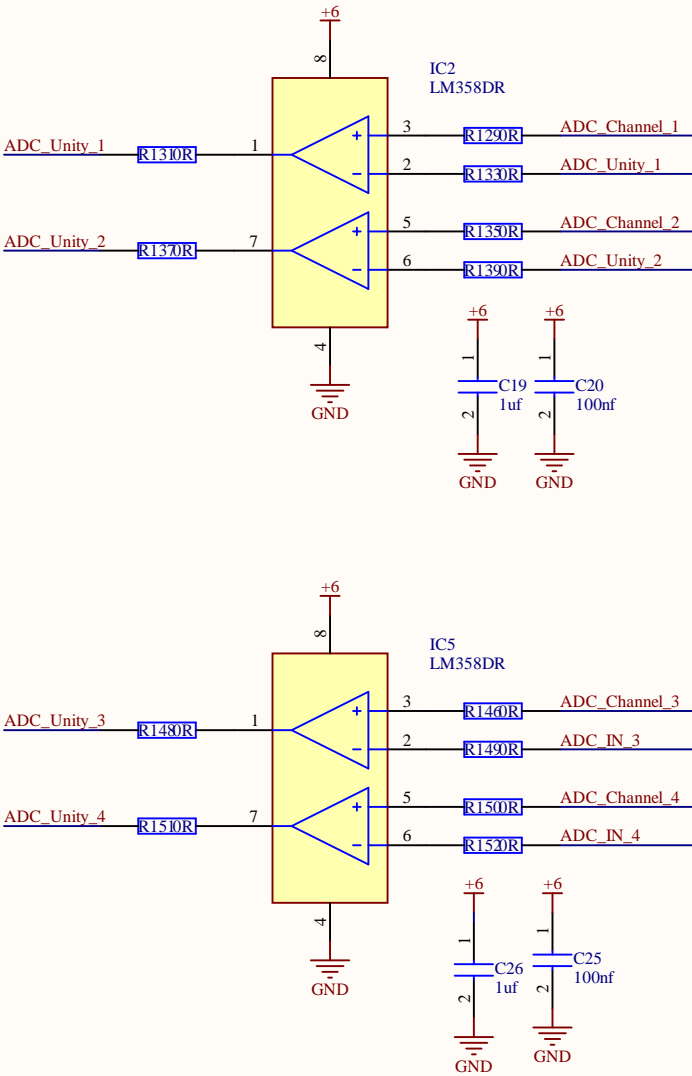 +6
8
IC2
LM358DR
ADC_Unity_1
R131 0R
1
3
R129 0R
ADC_Channel_1
2
R133 0R
ADC_Unity_1
ADC_Unity_2
R137 0R
7
5
R135 0R
ADC_Channel_2
6
R139 0R
ADC_Unity_2
4
GND
+6
1
C19
1uf
2
GND
+6
1
C20
100nf
2
GND
+6
8
IC5
LM358DR
ADC_Unity_3
R148 0R
1
3
R146 0R
ADC_Channel_3
2
R149 0R
ADC_IN_3
ADC_Unity_4
R151 0R
7
5
R150 0R
ADC_Channel_4
6
R152 0R
ADC_IN_4
4
GND
+6
1
C26
1uf
2
GND
+6
1
C25
100nf
2
GND